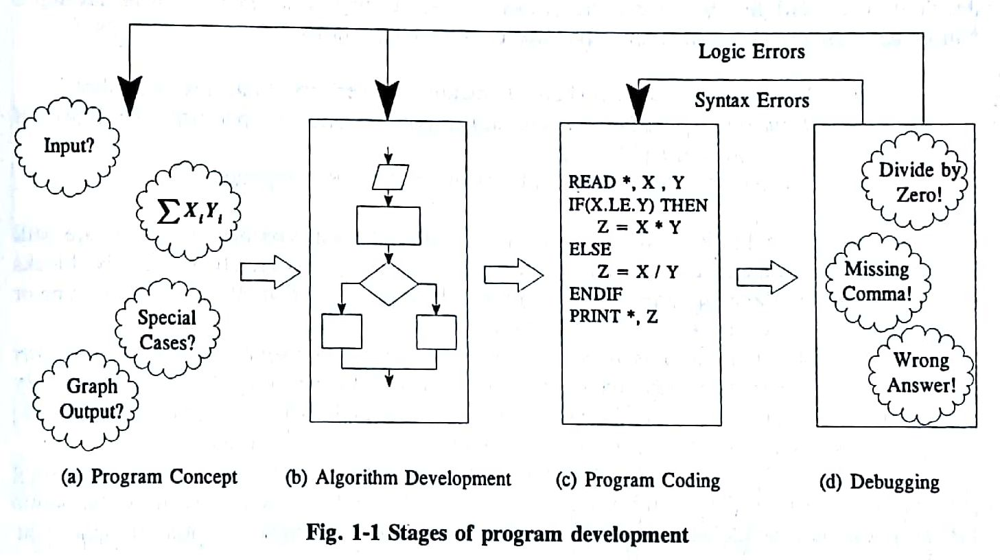 Logic Errors
Syntax Errors
Input?
∑XᵢYᵢ
Special
Cases?
Graph
Output?
READ *, X , Y
IF(X.LE.Y) THEN
Z = X * Y
ELSE
Z = X / Y
ENDIF
PRINT *, Z
Divide by
Zero!
Missing
Comma!
Wrong
Answer!
(a) Program Concept
(b) Algorithm Development
(c) Program Coding
(d) Debugging
Fig. 1-1 Stages of program development